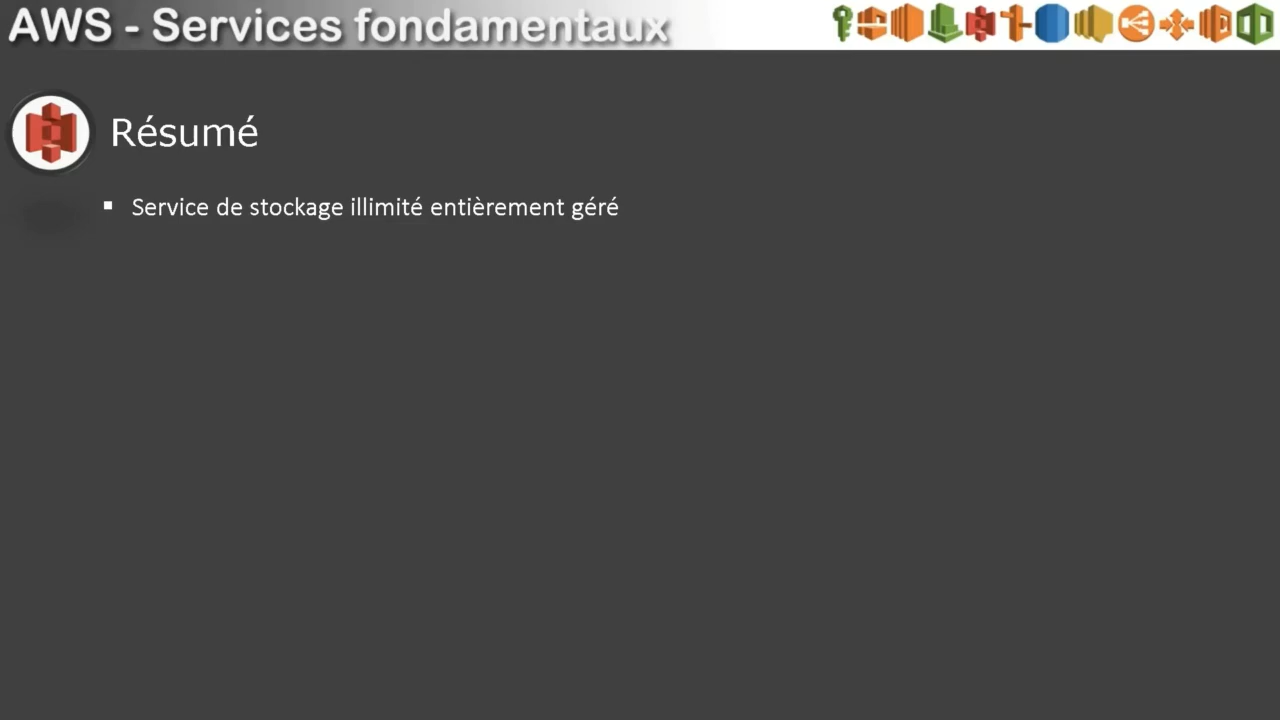 AWS - Services fondamentaux
Résumé
▪ Service de stockage illimité entièrement géré